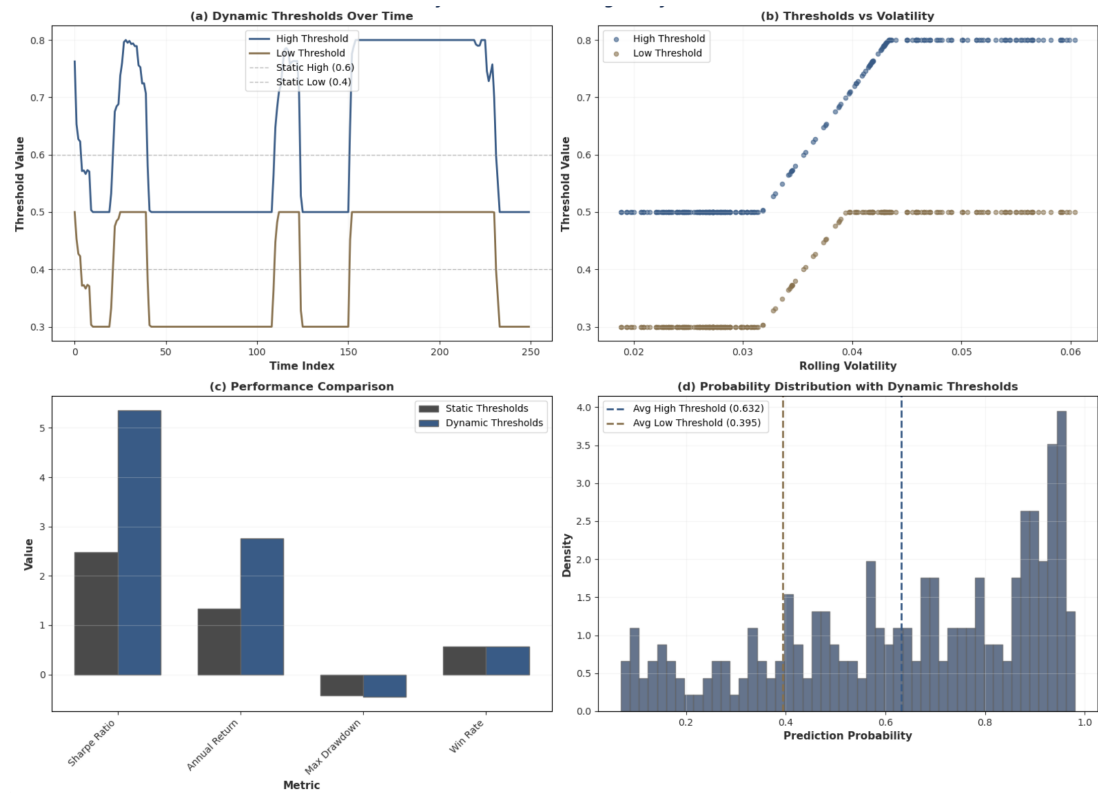 (a) Dynamic Thresholds Over Time
High Threshold
Low Threshold
Static High (0.6)
Static Low (0.4)
Threshold Value
0.8
0.7
0.6
0.5
0.4
0.3
0 50 100 150 200 250
Time Index
(b) Thresholds vs Volatility
High Threshold
Low Threshold
Threshold Value
0.8
0.7
0.6
0.5
0.4
0.3
0.02 0.03 0.04 0.05 0.06
Rolling Volatility
(c) Performance Comparison
Static Thresholds
Dynamic Thresholds
Value
5
4
3
2
1
0
Sharpe Ratio
Annual Return
Max Drawdown
Win Rate
Metric
(d) Probability Distribution with Dynamic Thresholds
Avg High Threshold (0.632)
Avg Low Threshold (0.395)
Density
4.0
3.5
3.0
2.5
2.0
1.5
1.0
0.5
0.0
0.2 0.4 0.6 0.8 1.0
Prediction Probability